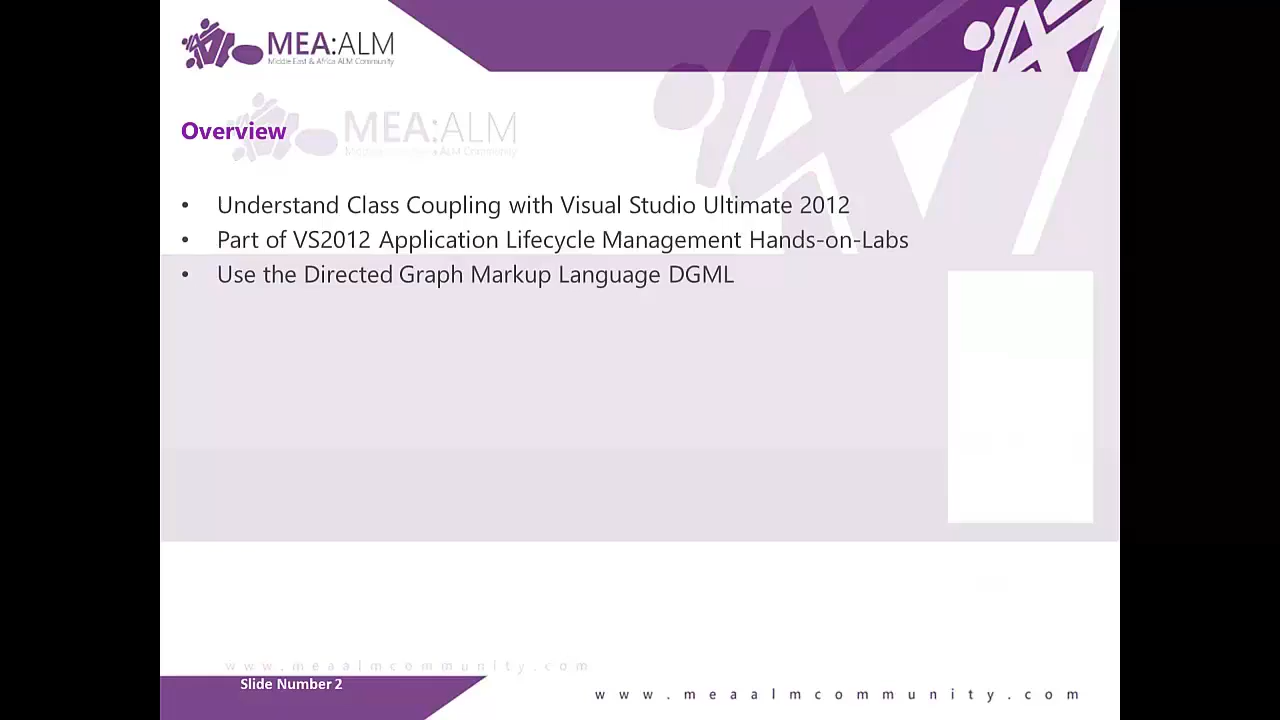 MEA:ALM
Middle East & Africa ALM Community
Overview
MEA:ALM
• Understand Class Coupling with Visual Studio Ultimate 2012
• Part of VS2012 Application Lifecycle Management Hands-on-Labs
• Use the Directed Graph Markup Language DGML
www.meaalmcommunity.com
Slide Number 2
www.meaalmcommunity.com